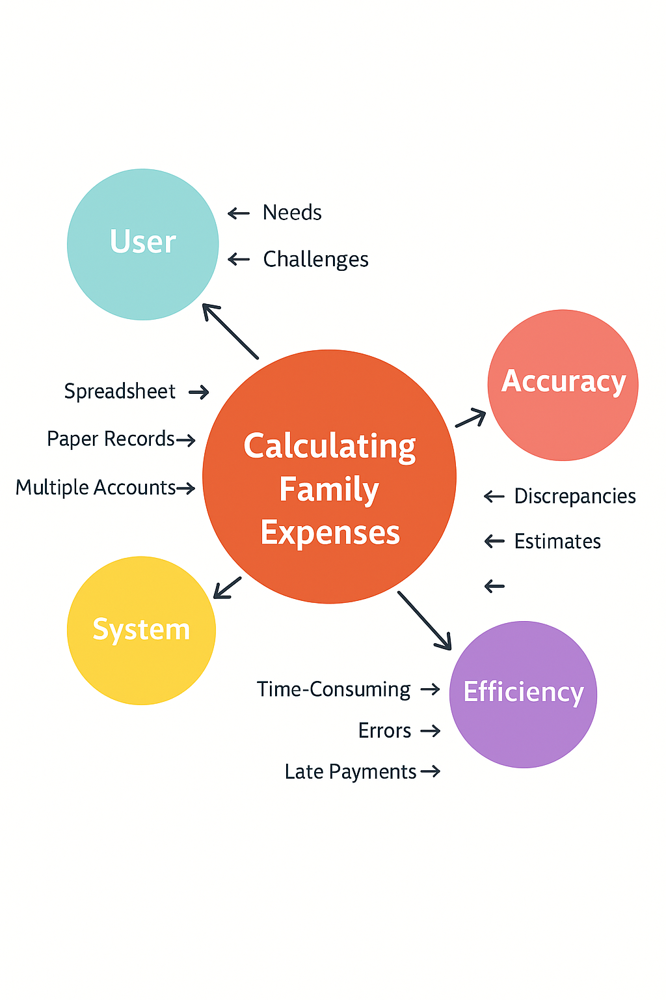 User
Needs
Challenges
Accuracy
Spreadsheet
Paper Records
Multiple Accounts
Calculating
Family
Expenses
Discrepancies
Estimates
System
Efficiency
Time-Consuming
Errors
Late Payments